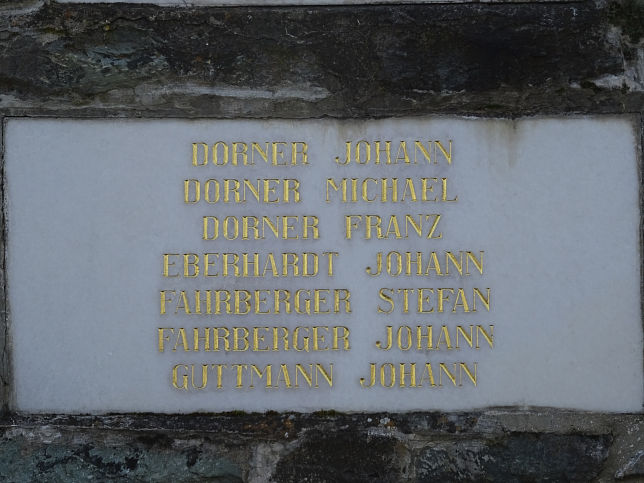 DORNER JOHANN
DORNER MICHAEL
DORNER FRANZ
EBERHARDT JOHANN
FAHRBERGER STEFAN
FAHRBERGER JOHANN
GUTTMANN JOHANN